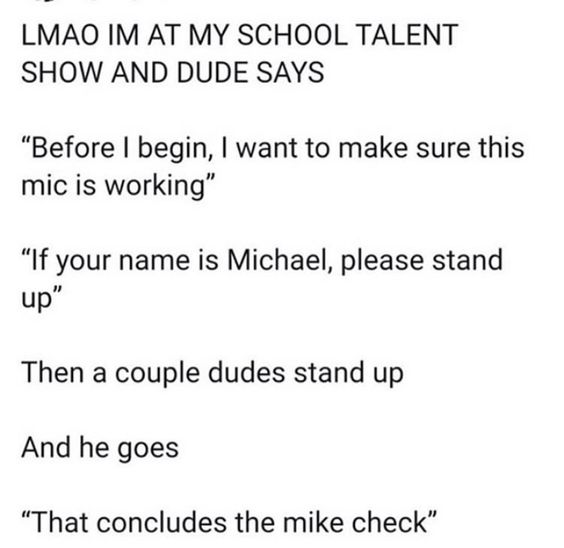 LMAO IM AT MY SCHOOL TALENT
SHOW AND DUDE SAYS
“Before I begin, I want to make sure this
mic is working”
“If your name is Michael, please stand
up”
Then a couple dudes stand up
And he goes
“That concludes the mike check”